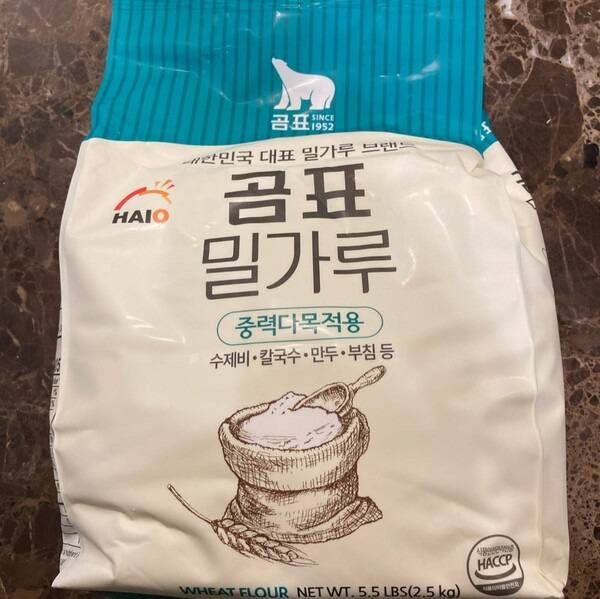 곰표 SINCE 1952
대한민국 대표 밀가루 브랜드
HAIO
곰표
밀가루
중력다목적용
수제비·칼국수·만두·부침 등
HACCP
WHEAT FLOUR NET WT. 5.5 LBS(2.5kg)